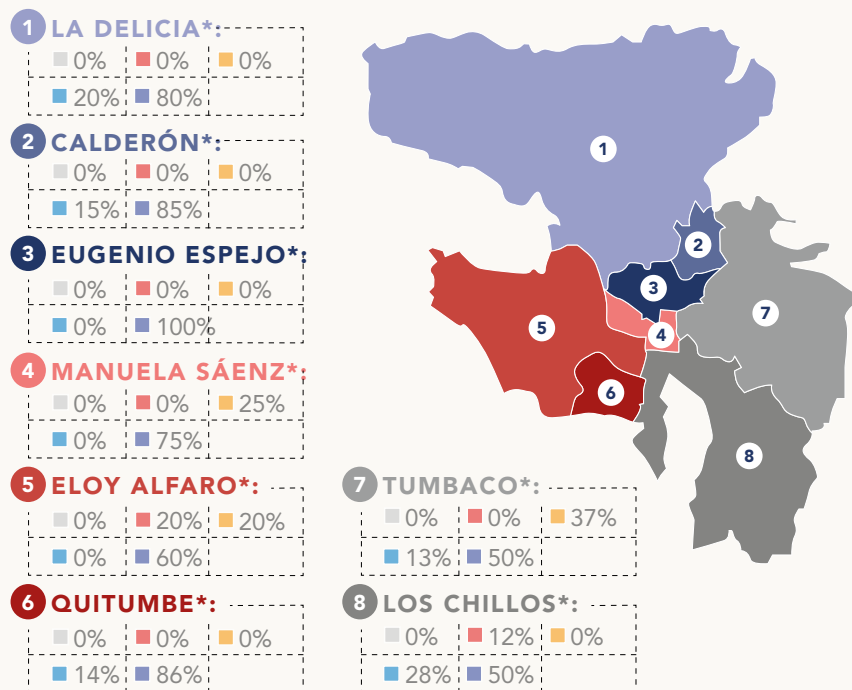 1 LA DELICIA*:
0% 0% 0%
20% 80%
2 CALDERÓN*:
0% 0% 0%
15% 85%
3 EUGENIO ESPEJO*:
0% 0% 0%
0% 100%
4 MANUELA SÁENZ*:
0% 0% 25%
0% 75%
5 ELOY ALFARO*:
0% 20% 20%
0% 60%
6 QUITUMBE*:
0% 0% 0%
14% 86%
7 TUMBACO*:
0% 0% 37%
13% 50%
8 LOS CHILLOS*:
0% 12% 0%
28% 50%
1
2
3
4
5
6
7
8